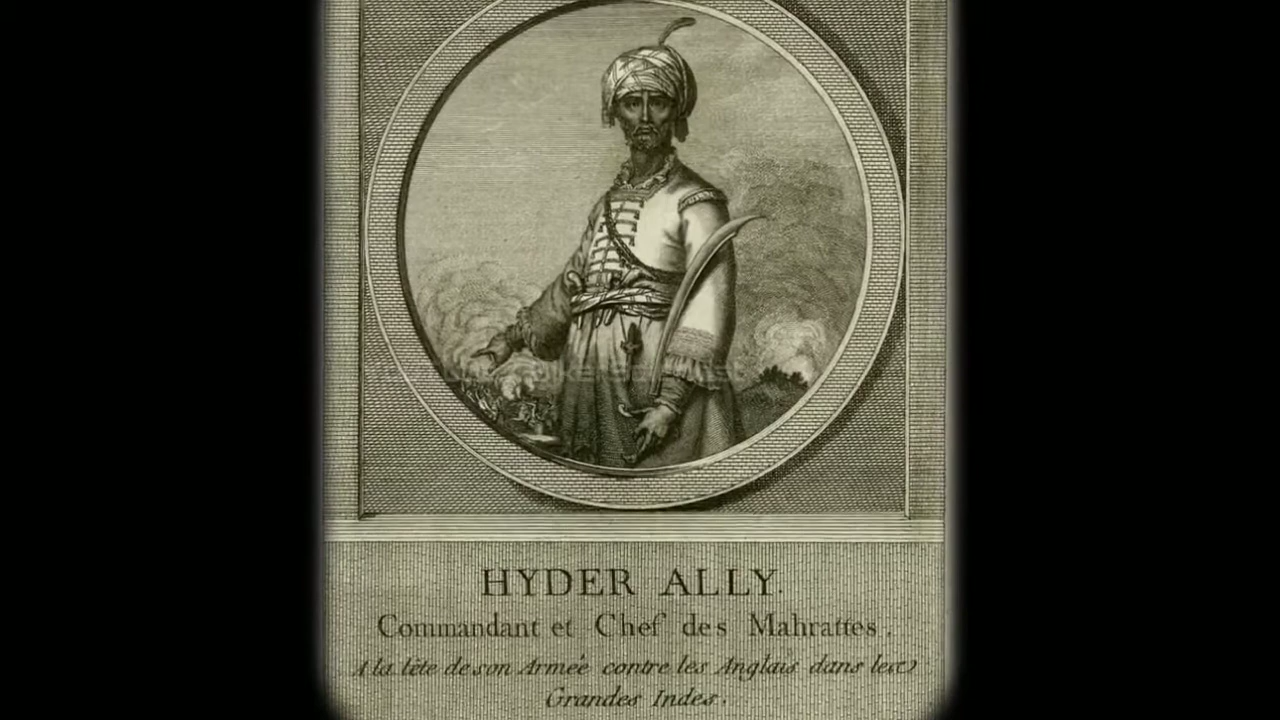 HYDER ALLY.
Commandant et Chef des Mahrattes.
A la tête de son Armée contre les Anglais dans les
Grandes Indes.